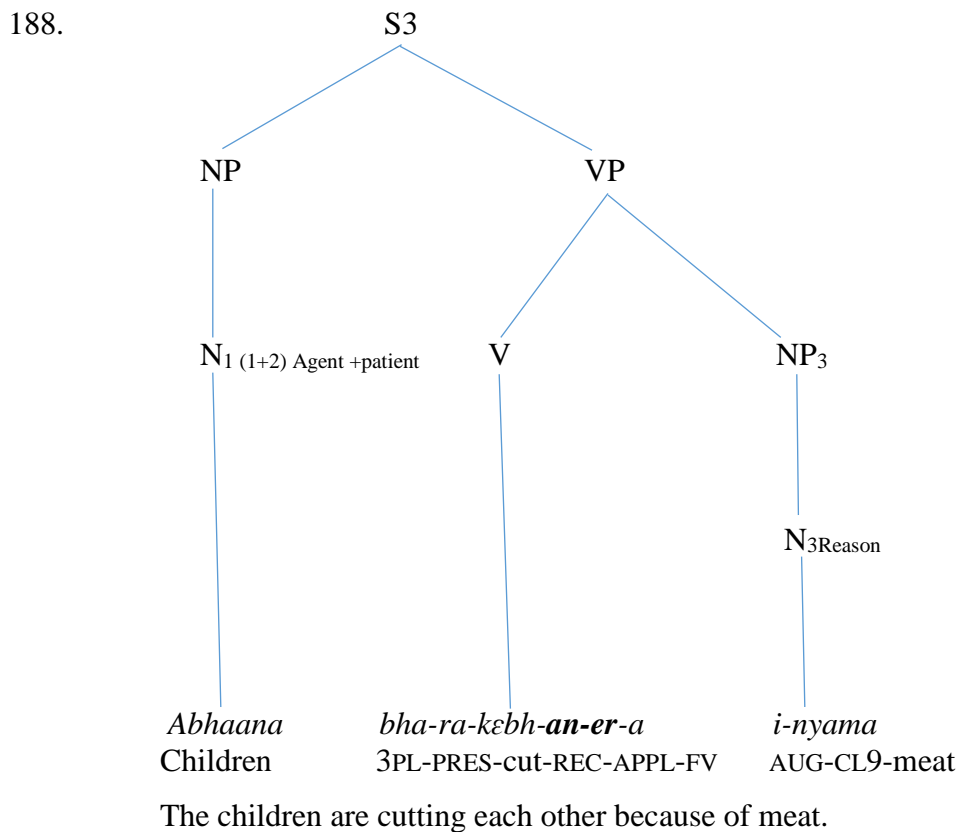 188. S3
NP VP
N₁ (1+2) Agent +patient V NP₃
N₃Reason
Abhaana bha-ra-kɛbh-an-er-a i-nyama
Children 3PL-PRES-cut-REC-APPL-FV AUG-CL9-meat
The children are cutting each other because of meat.